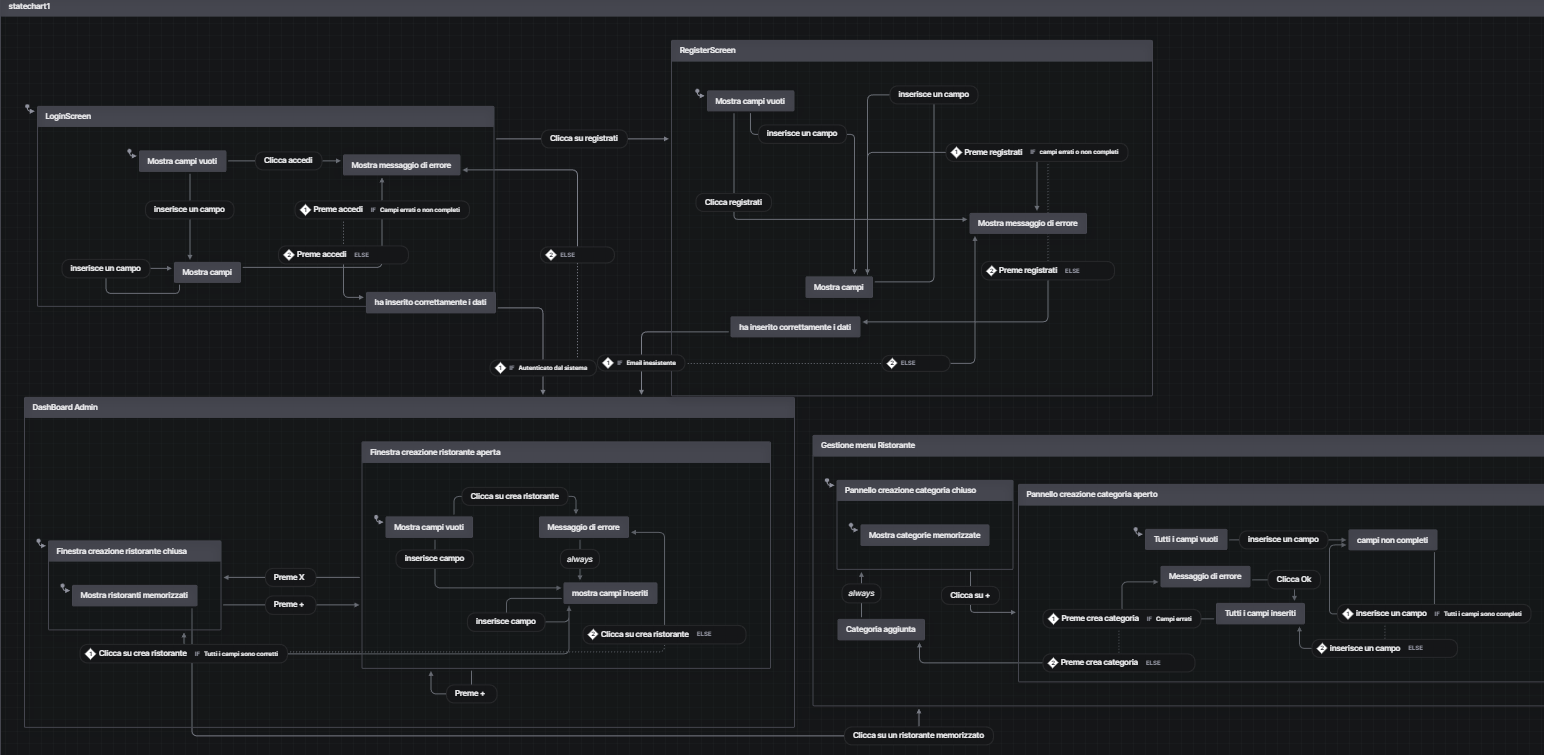 statechart1
RegisterScreen
Mostra campi vuoti
inserisce un campo
inserisce un campo
1 Preme registrati IF campi errati o non completi
Clicca registrati
Mostra messaggio di errore
2 Preme registrati ELSE
Mostra campi
ha inserito correttamente i dati
1 IF Email inesistente
2 ELSE
LoginScreen
Clicca su registrati
Mostra campi vuoti
Clicca accedi
Mostra messaggio di errore
inserisce un campo
1 Preme accedi IF Campi errati o non completi
2 Preme accedi ELSE
2 ELSE
inserisce un campo
Mostra campi
ha inserito correttamente i dati
1 IF Autenticato dal sistema
DashBoard Admin
Finestra creazione ristorante aperta
Clicca su crea ristorante
Mostra campi vuoti
Messaggio di errore
inserisce campo
always
mostra campi inseriti
inserisce campo
2 Clicca su crea ristorante ELSE
Finestra creazione ristorante chiusa
Mostra ristoranti memorizzati
Preme X
Preme +
1 Clicca su crea ristorante IF Tutti i campi sono corretti
Preme +
Gestione menu Ristorante
Pannello creazione categoria chiuso
Mostra categorie memorizzate
always
Clicca su +
Categoria aggiunta
Pannello creazione categoria aperto
Tutti i campi vuoti
inserisce un campo
campi non completi
Messaggio di errore
Clicca Ok
1 Preme crea categoria IF Campi errati
Tutti i campi inseriti
1 inserisce un campo IF Tutti i campi sono completi
2 inserisce un campo ELSE
2 Preme crea categoria ELSE
Clicca su un ristorante memorizzato